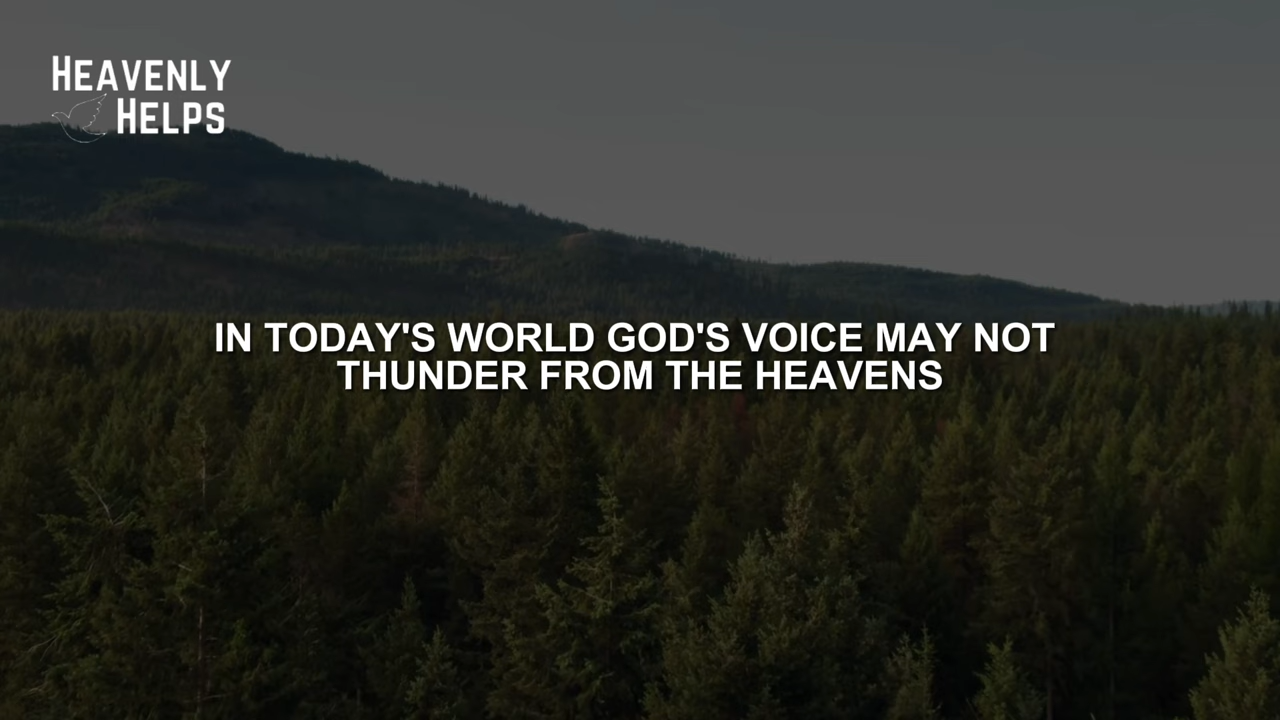 HEAVENLY
HELPS
IN TODAY'S WORLD GOD'S VOICE MAY NOT
THUNDER FROM THE HEAVENS